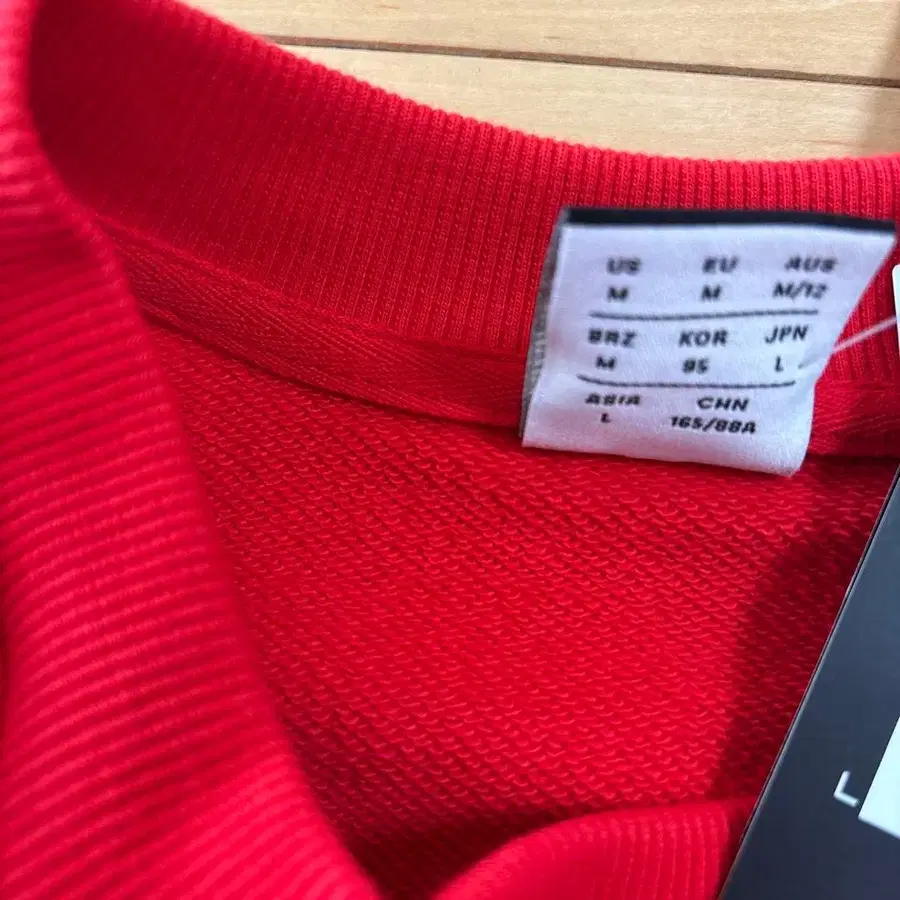 US EU AUS
M M M/12
BRZ KOR JPN
M 95 L
ASIA CHN
L 165/88A
L